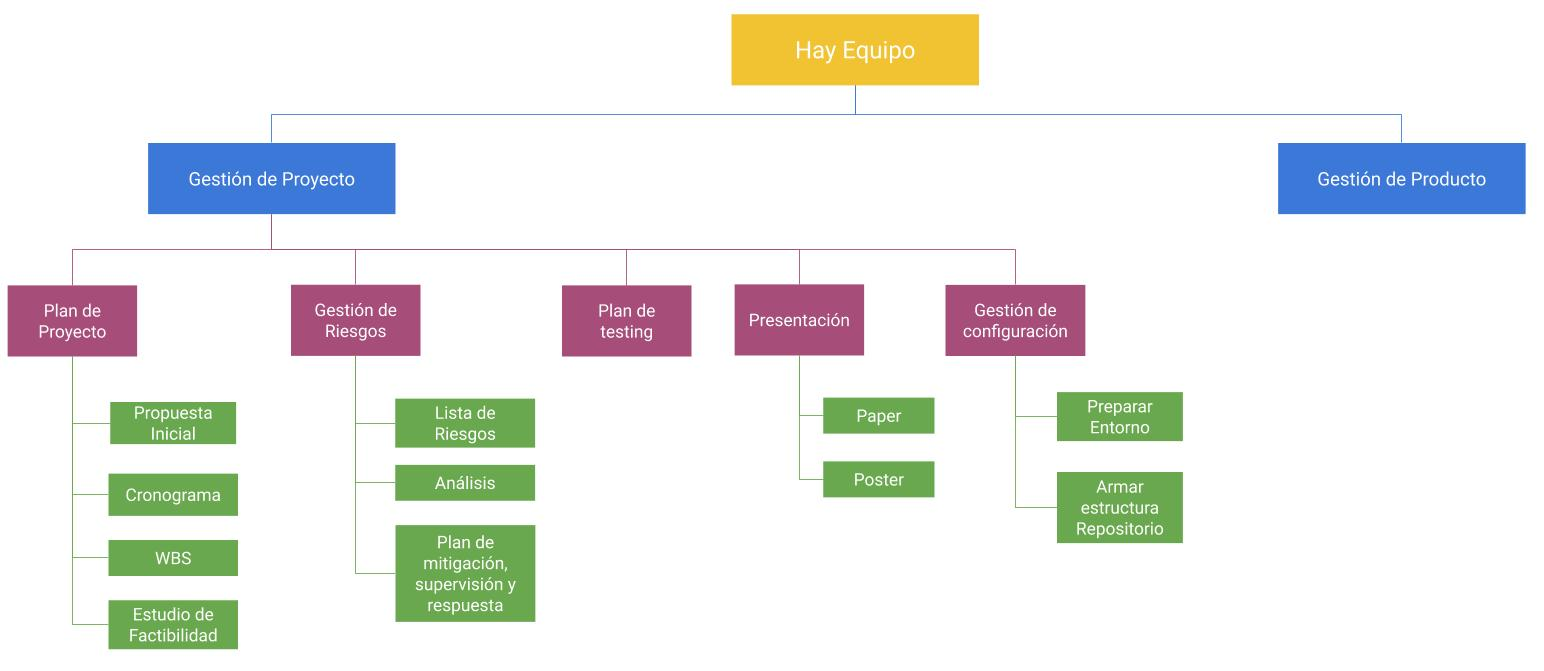 Hay Equipo
Gestión de Proyecto
Gestión de Producto
Plan de
Proyecto
Gestión de
Riesgos
Plan de
testing
Presentación
Gestión de
configuración
Propuesta
Inicial
Cronograma
WBS
Estudio de
Factibilidad
Lista de
Riesgos
Análisis
Plan de
mitigación,
supervisión y
respuesta
Paper
Poster
Preparar
Entorno
Armar
estructura
Repositorio